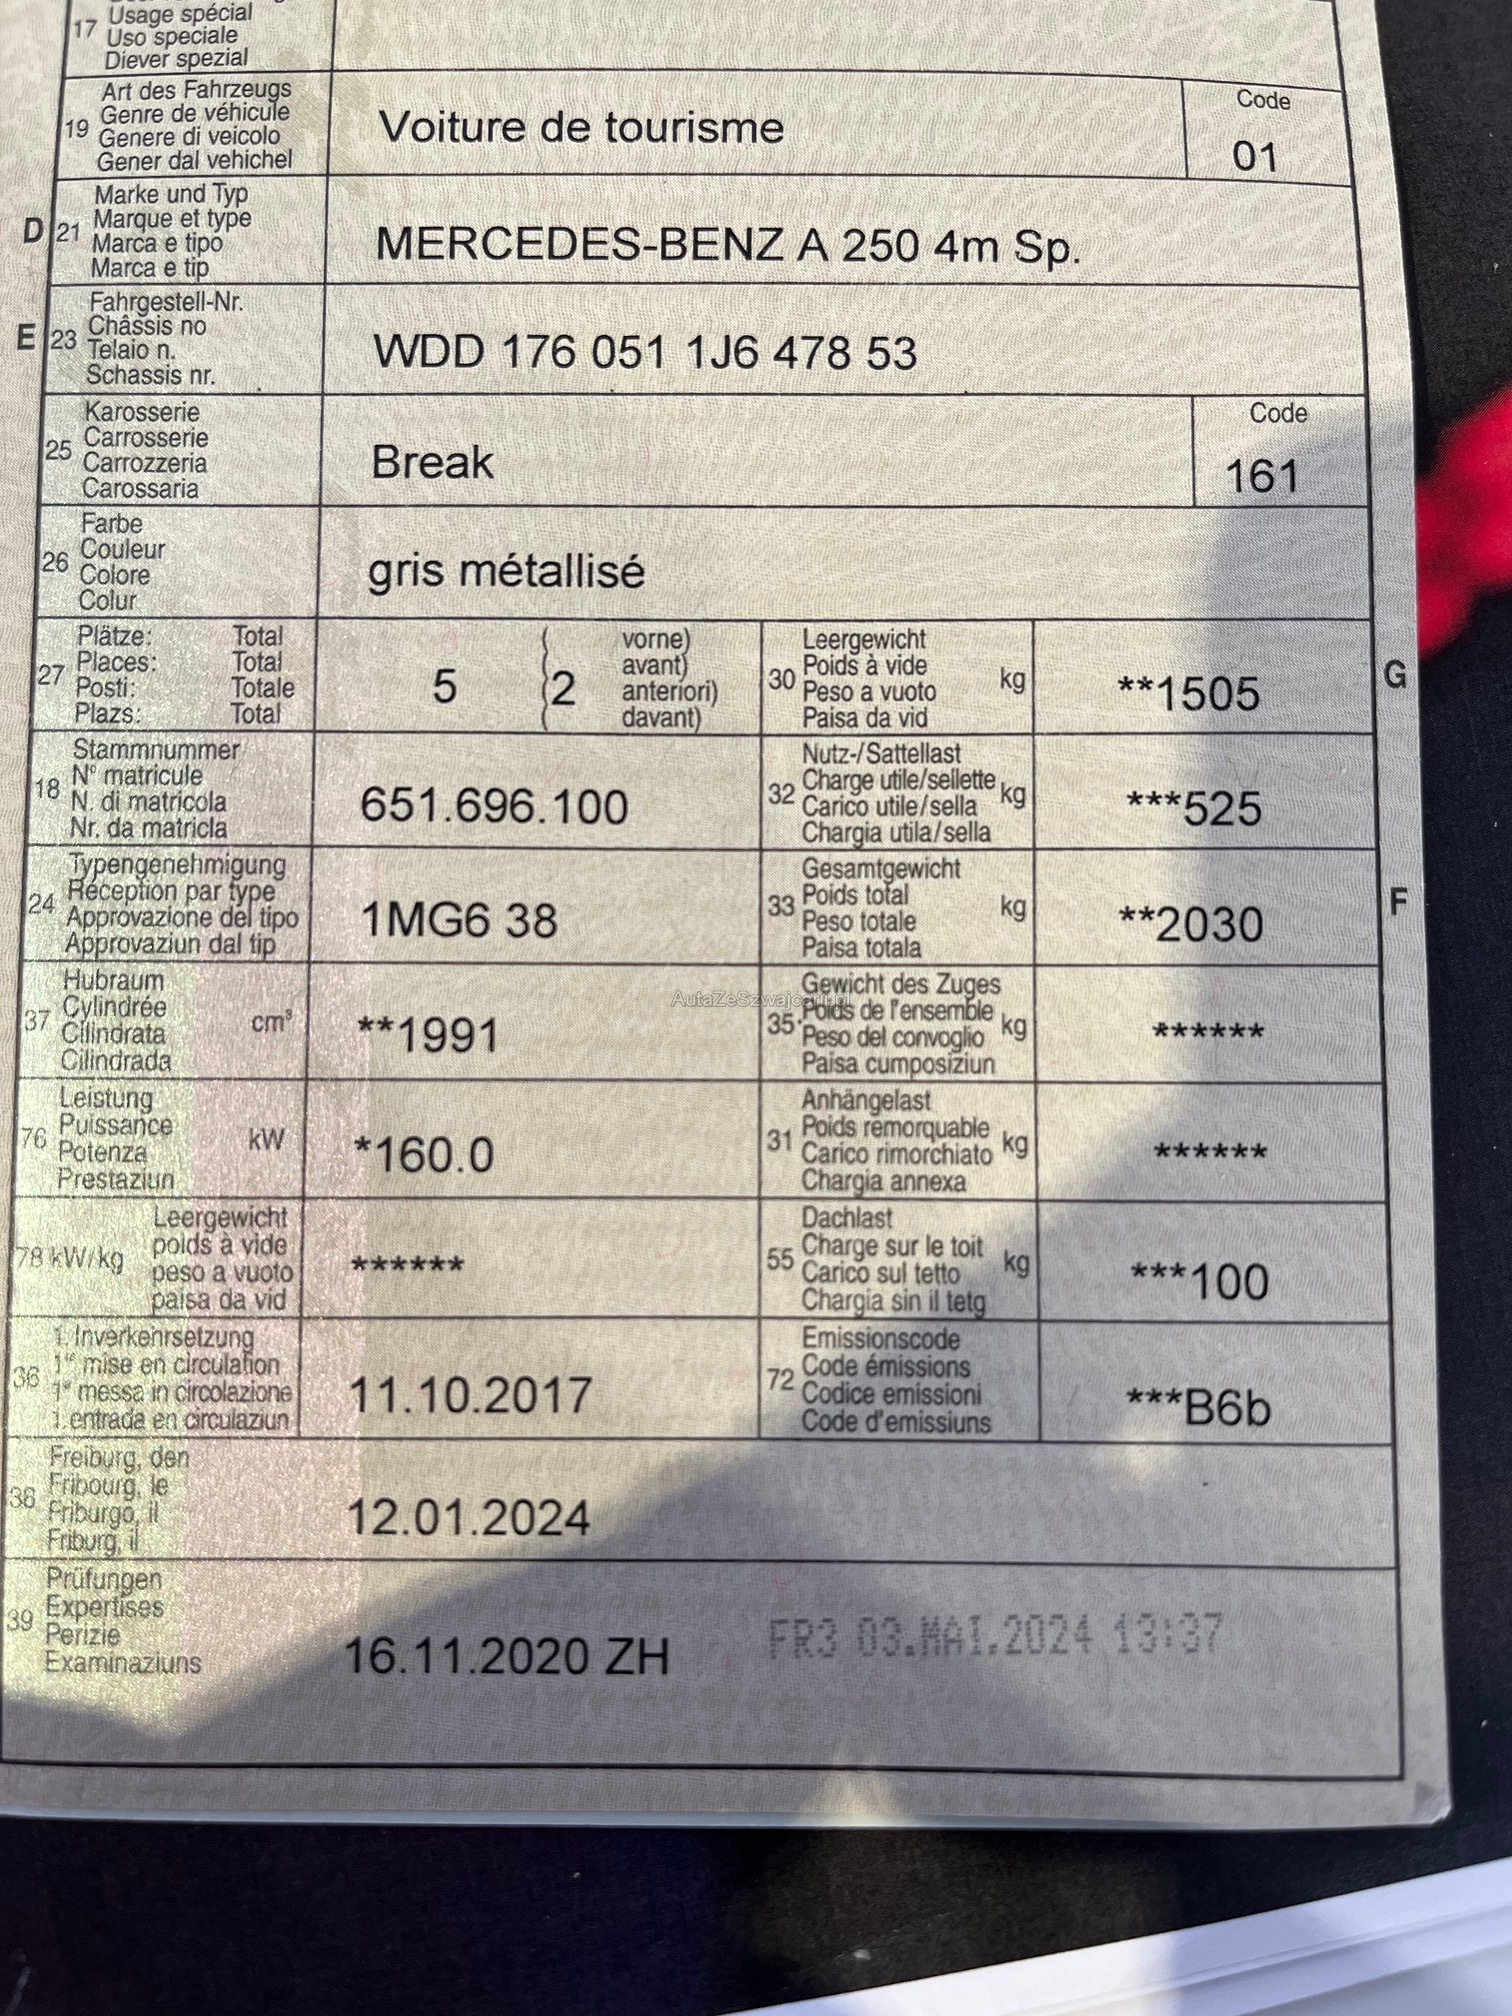 17 Usage spécial
Uso speciale
Diever spezial
19 Art des Fahrzeugs
Genre de véhicule
Genere di veicolo
Gener dal vehichel
Voiture de tourisme
Code
01
D 21 Marke und Typ
Marque et type
Marca e tipo
Marca e tip
MERCEDES-BENZ A 250 4m Sp.
E 23 Fahrgestell-Nr.
Châssis no
Telaio n.
Schassis nr.
WDD 176 051 1J6 478 53
25 Karosserie
Carrosserie
Carrozzeria
Carossaria
Break
Code
161
26 Farbe
Couleur
Colore
Colur
gris métallisé
27 Plätze: Total
Places: Total
Posti: Totale
Plazs: Total
5
( vorne)
( avant)
(2 anteriori)
( davant)
30 Leergewicht
Poids à vide
Peso a vuoto
Paisa da vid
kg
**1505
G
18 Stammnummer
N° matricule
N. di matricola
Nr. da matricla
651.696.100
32 Nutz-/Sattellast
Charge utile/sellette
Carico utile/sella
Chargia utila/sella
kg
***525
24 Typengenehmigung
Réception par type
Approvazione del tipo
Approvaziun dal tip
1MG6 38
33 Gesamtgewicht
Poids total
Peso totale
Paisa totala
kg
**2030
F
37 Hubraum
Cylindrée
Cilindrata
Cilindrada
cm³
**1991
AutaZeSzwajcarii.pl
35 Gewicht des Zuges
Poids de l'ensemble
Peso del convoglio
Paisa cumposiziun
kg
******
76 Leistung
Puissance
Potenza
Prestaziun
kW
*160.0
31 Anhängelast
Poids remorquable
Carico rimorchiato
Chargia annexa
kg
******
78 kW/kg
Leergewicht
poids à vide
peso a vuoto
paisa da vid
******
55 Dachlast
Charge sur le toit
Carico sul tetto
Chargia sin il tetg
kg
***100
36 1. Inverkehrsetzung
1re mise en circulation
1a messa in circolazione
1. entrada en circulaziun
11.10.2017
72 Emissionscode
Code émissions
Codice emissioni
Code d'emissiuns
***B6b
38 Freiburg, den
Fribourg, le
Friburgo, il
Friburg, il
12.01.2024
39 Prüfungen
Expertises
Perizie
Examinaziuns
16.11.2020 ZH
FR3 03.MAI.2024 13:37